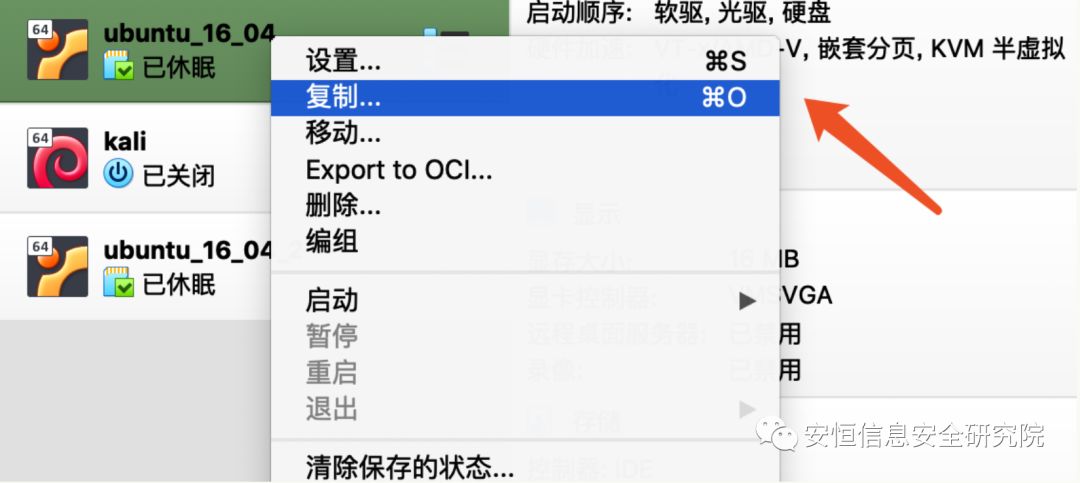 64
ubuntu_16_04
已休眠
64
kali
已关闭
64
ubuntu_16_04_2
已休眠
启动顺序: 软驱, 光驱, 硬盘
硬件加速: VT-x/AMD-V, 嵌套分页, KVM 半虚拟
化
设置... ⌘S
复制... ⌘O
移动...
Export to OCI...
删除...
编组
启动
暂停
重启
退出
清除保存的状态...
显示
显存大小: 16 MB
显卡控制器: VMSVGA
远程桌面服务器: 已禁用
录像: 已禁用
存储
控制器: IDE
安恒信息安全研究院